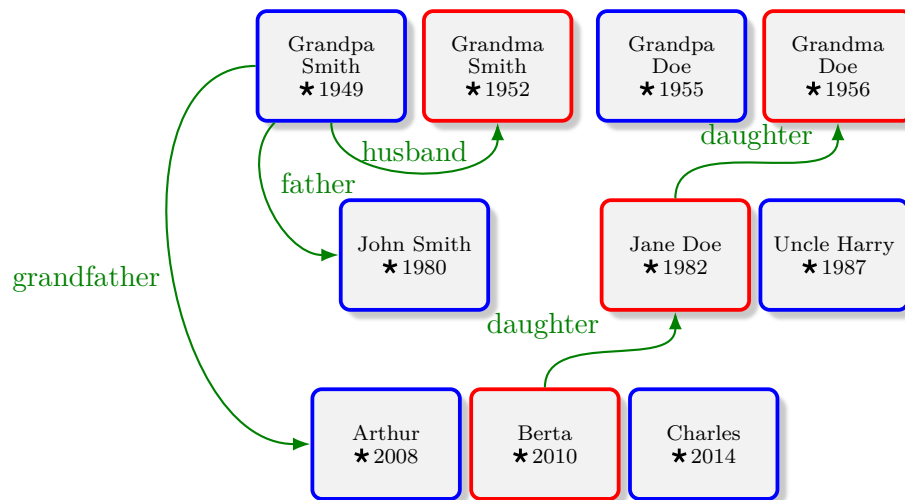 Grandpa
Smith
★ 1949
Grandma
Smith
★ 1952
Grandpa
Doe
★ 1955
Grandma
Doe
★ 1956
husband
daughter
father
John Smith
★ 1980
Jane Doe
★ 1982
Uncle Harry
★ 1987
grandfather
daughter
Arthur
★ 2008
Berta
★ 2010
Charles
★ 2014